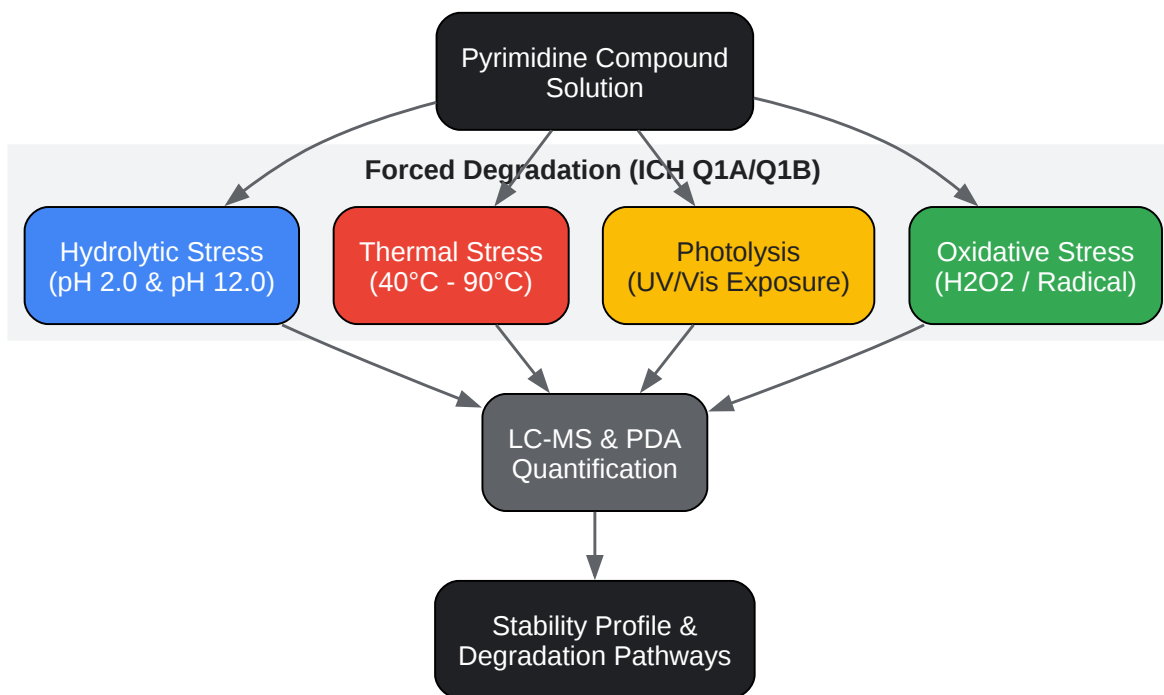 Pyrimidine Compound
Solution
Forced Degradation (ICH Q1A/Q1B)
Hydrolytic Stress
(pH 2.0 & pH 12.0)
Thermal Stress
(40°C - 90°C)
Photolysis
(UV/Vis Exposure)
Oxidative Stress
(H2O2 / Radical)
LC-MS & PDA
Quantification
Stability Profile &
Degradation Pathways